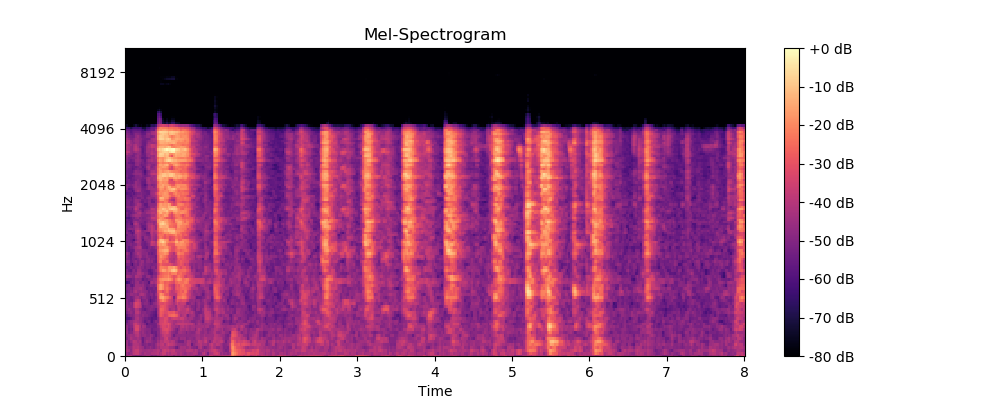 Mel-Spectrogram
8192
4096
2048
1024
512
0
Hz
0 1 2 3 4 5 6 7 8
Time
+0 dB
-10 dB
-20 dB
-30 dB
-40 dB
-50 dB
-60 dB
-70 dB
-80 dB